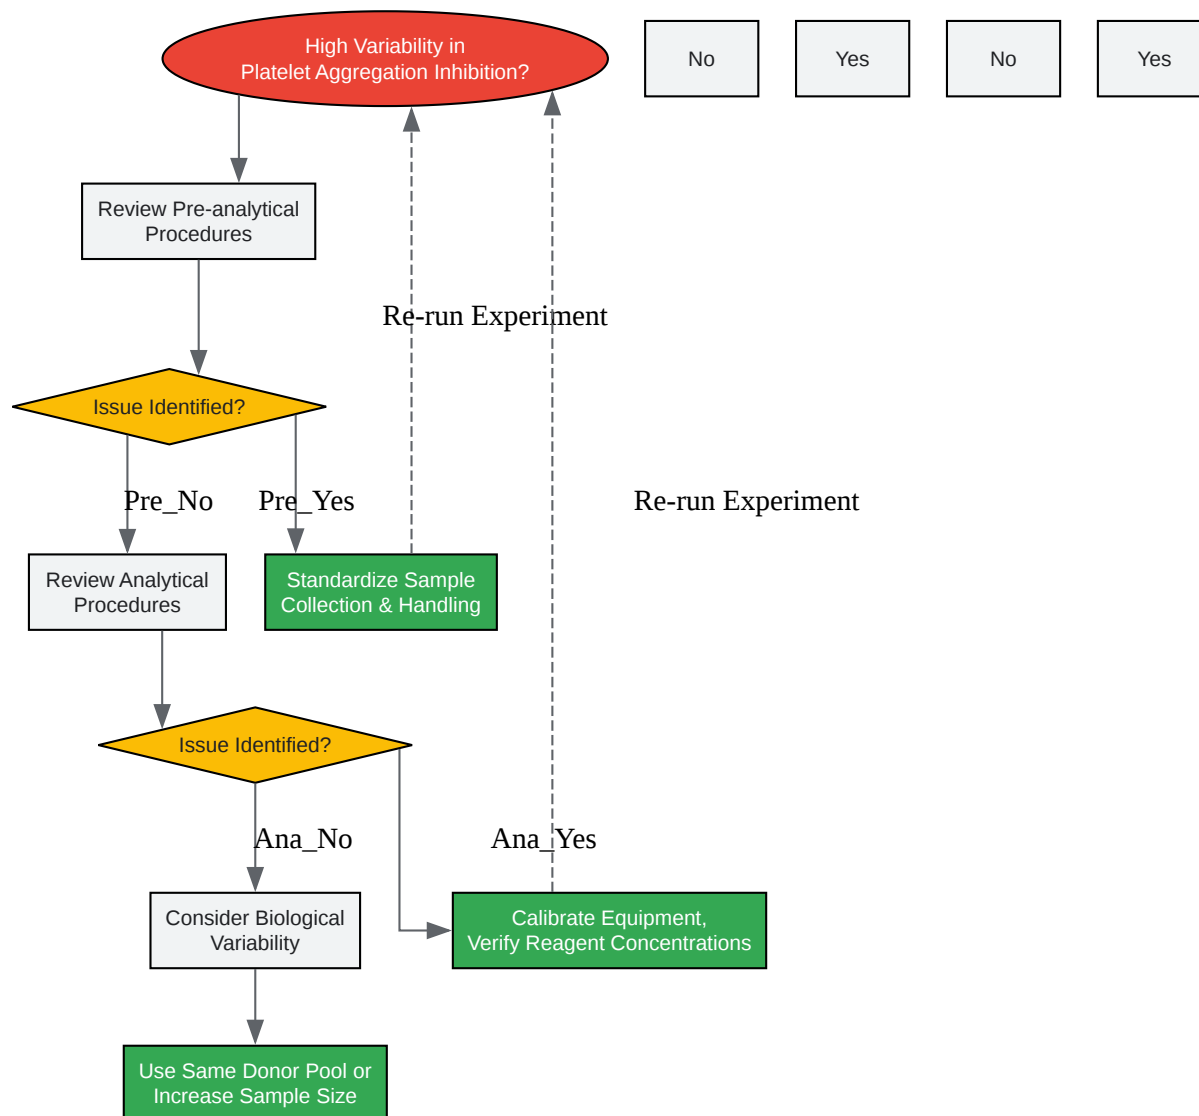 High Variability in
Platelet Aggregation Inhibition?
No
Yes
No
Yes
Review Pre-analytical
Procedures
Re-run Experiment
Issue Identified?
Pre_No
Pre_Yes
Re-run Experiment
Review Analytical
Procedures
Standardize Sample
Collection & Handling
Issue Identified?
Ana_No
Ana_Yes
Consider Biological
Variability
Calibrate Equipment,
Verify Reagent Concentrations
Use Same Donor Pool or
Increase Sample Size